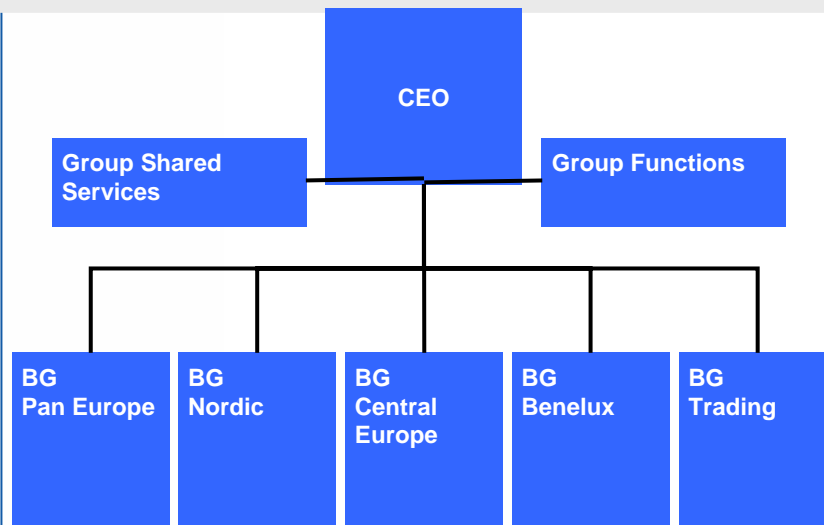 CEO
Group Shared
Services
Group Functions
BG
Pan Europe
BG
Nordic
BG
Central
Europe
BG
Benelux
BG
Trading